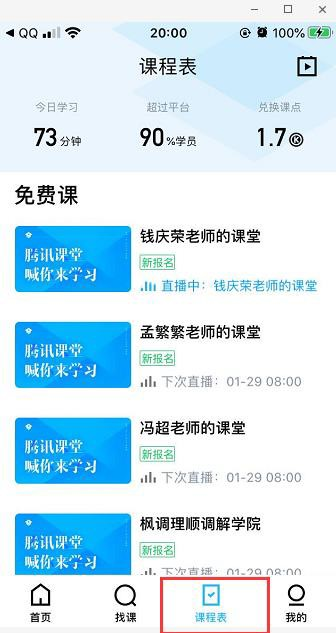 QQ 20:00 100%
课程表
今日学习 超过平台 兑换课点
73分钟 90%学员 1.7
免费课
腾讯课堂
喊你来学习
钱庆荣老师的课堂
新报名
直播中：钱庆荣老师的课堂
腾讯课堂
喊你来学习
孟繁繁老师的课堂
新报名
下次直播：01-29 08:00
腾讯课堂
喊你来学习
冯超老师的课堂
新报名
下次直播：01-29 08:00
腾讯课堂
喊你来学习
枫调理顺调解学院
新报名
下次直播：01-29 08:00
首页 找课 课程表 我的